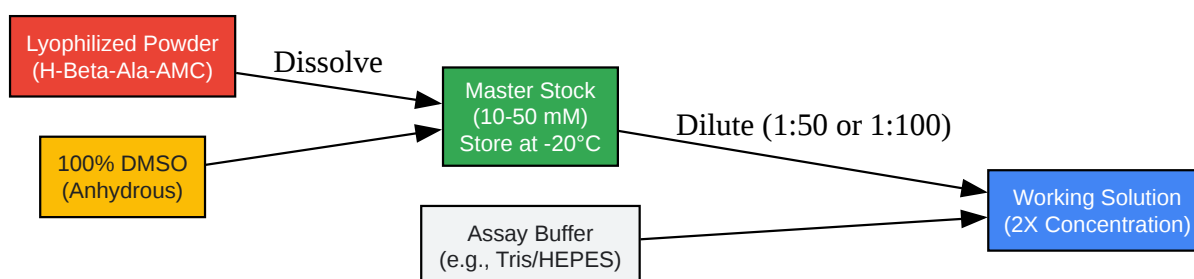 Lyophilized Powder
(H-Beta-Ala-AMC)
Dissolve
100% DMSO
(Anhydrous)
Master Stock
(10-50 mM)
Store at -20°C
Dilute (1:50 or 1:100)
Assay Buffer
(e.g., Tris/HEPES)
Working Solution
(2X Concentration)